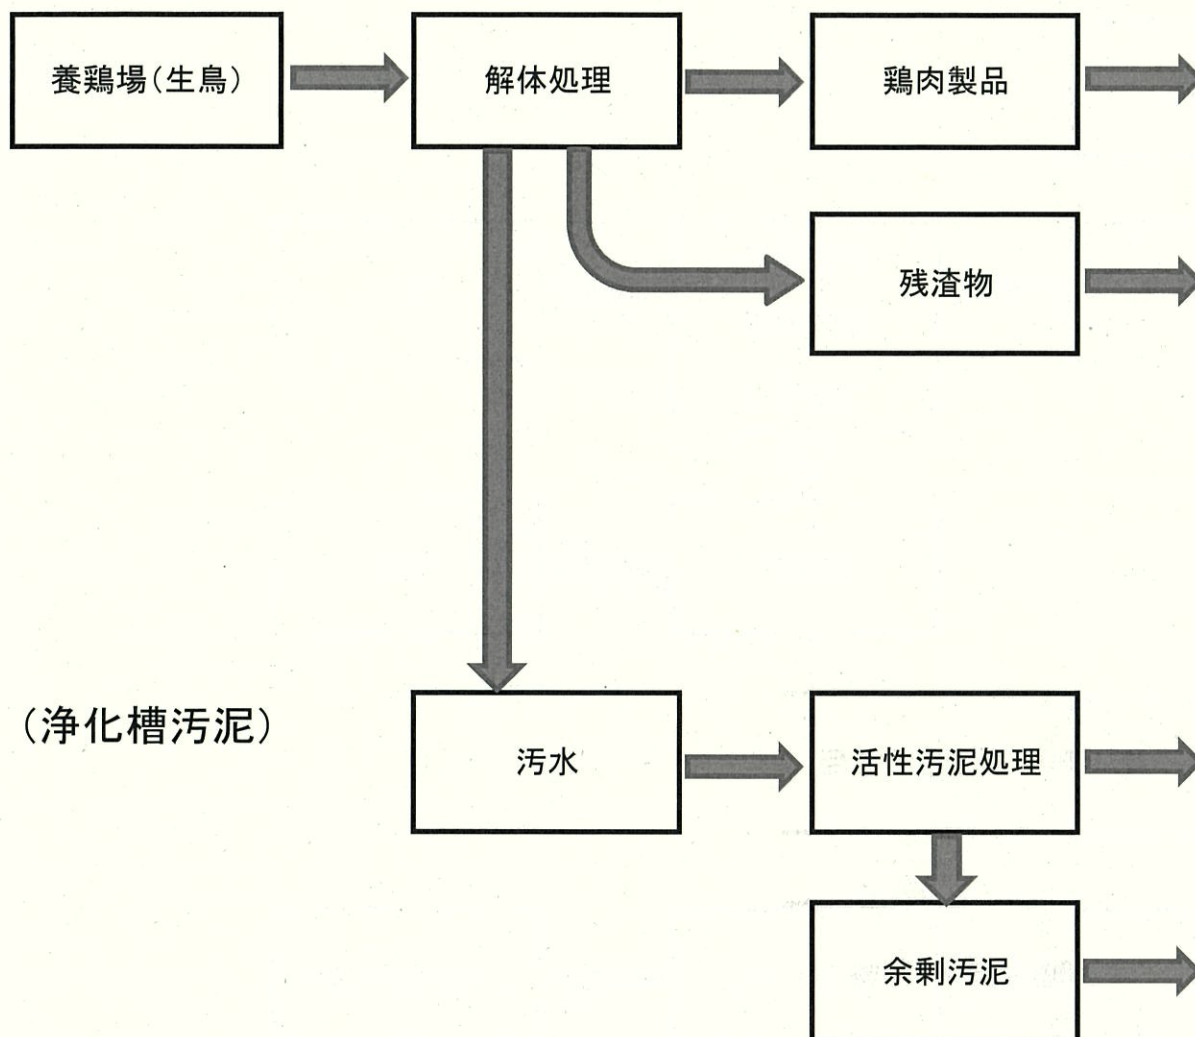 養鶏場(生鳥)
解体処理
鶏肉製品
残渣物
(浄化槽汚泥)
汚水
活性汚泥処理
余剰汚泥